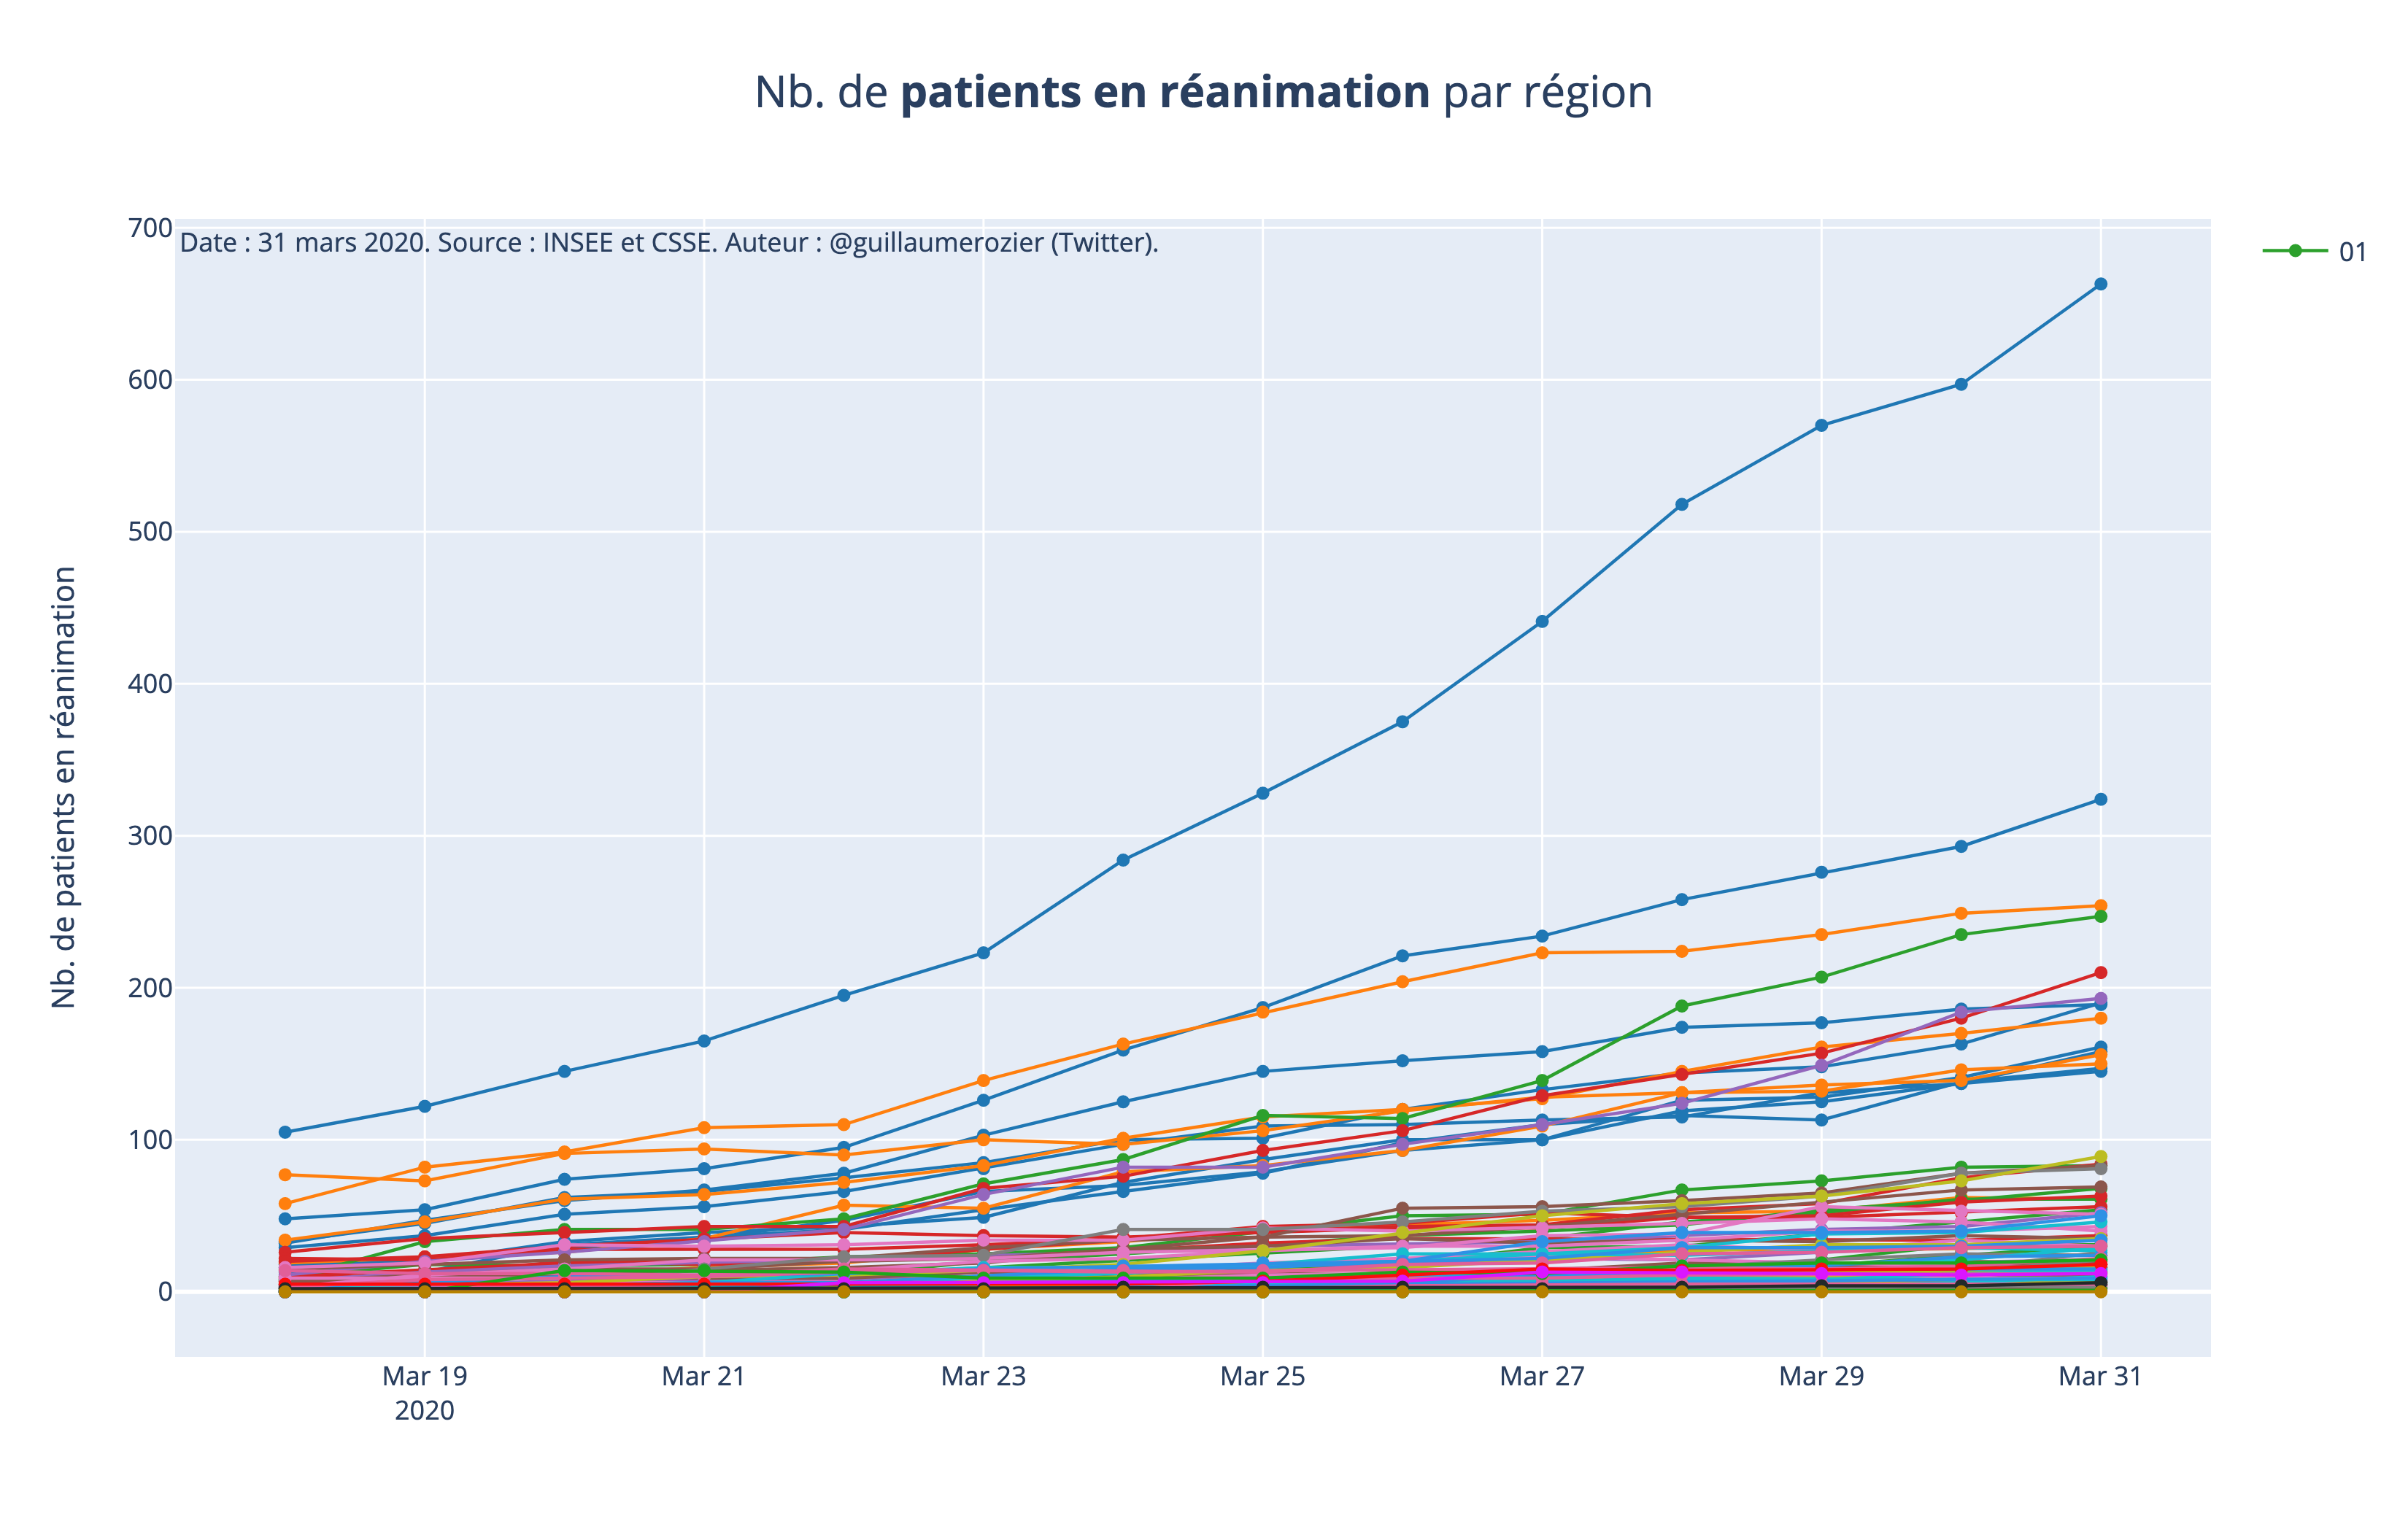 Nb. de patients en réanimation par région
700
Date : 31 mars 2020. Source : INSEE et CSSE. Auteur : @guillaumerozier (Twitter).
01
600
500
400
300
200
100
0
Nb. de patients en réanimation
Mar 19 Mar 21 Mar 23 Mar 25 Mar 27 Mar 29 Mar 31
2020